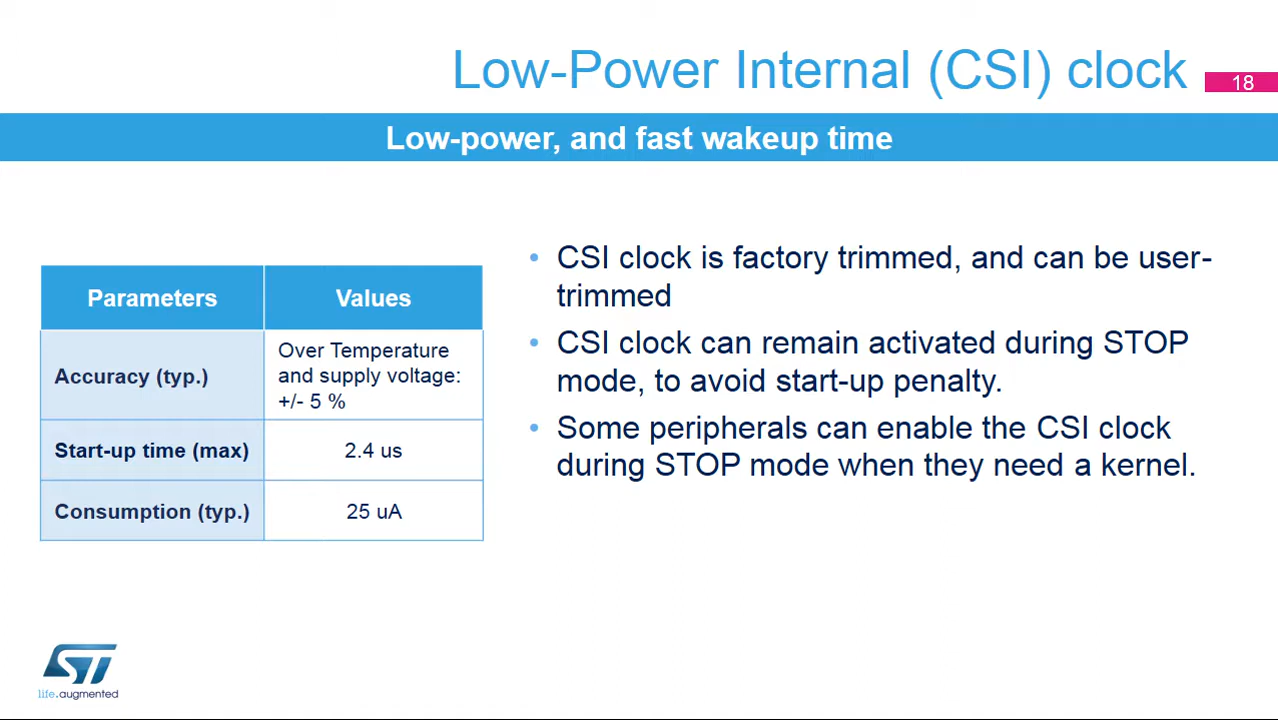 Low-Power Internal (CSI) clock
18
Low-power, and fast wakeup time
Parameters
Values
Accuracy (typ.)
Over Temperature
and supply voltage:
+/- 5 %
Start-up time (max)
2.4 us
Consumption (typ.)
25 uA
• CSI clock is factory trimmed, and can be user-
trimmed
• CSI clock can remain activated during STOP
mode, to avoid start-up penalty.
• Some peripherals can enable the CSI clock
during STOP mode when they need a kernel.
ST
life.augmented